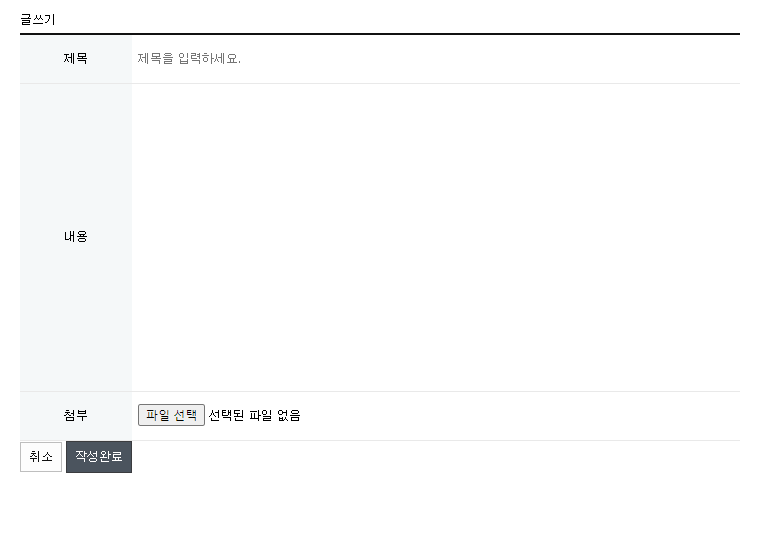 글쓰기
제목 제목을 입력하세요.
내용
첨부 파일 선택 선택된 파일 없음
취소 작성완료